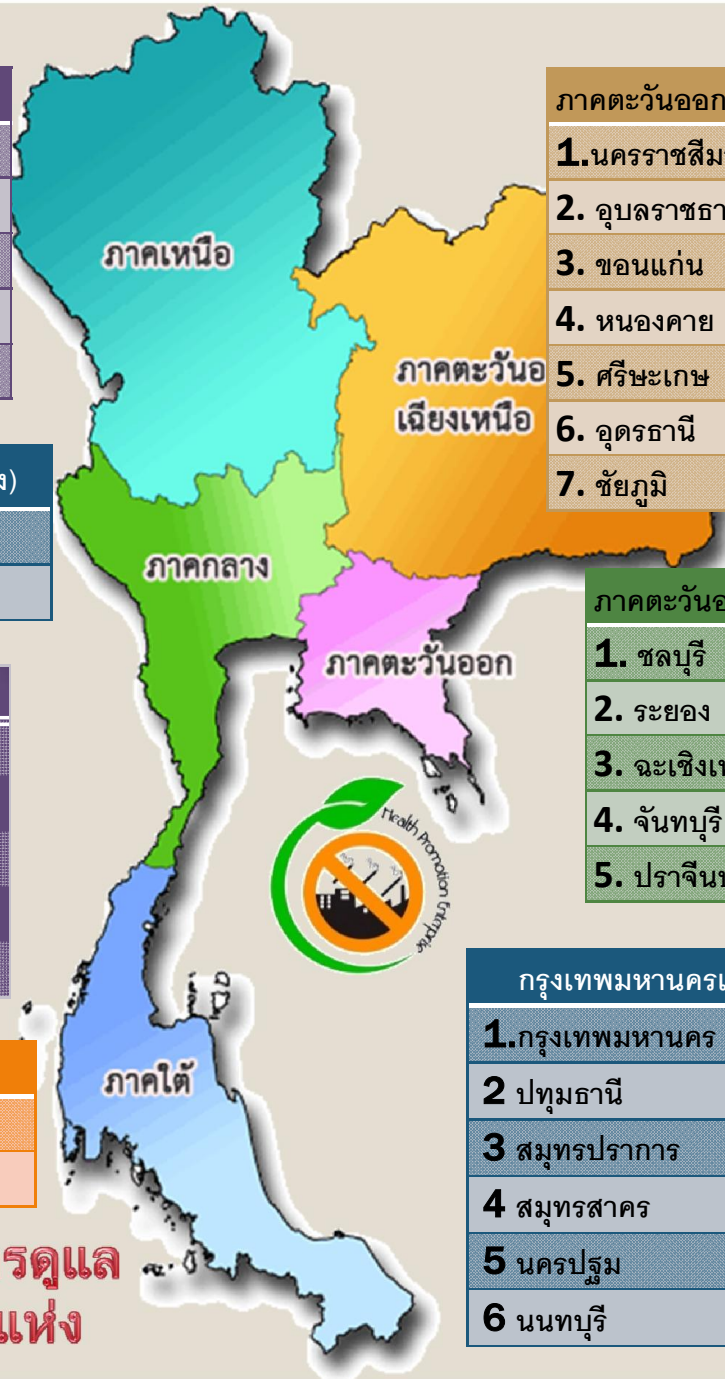 ภาคเหนือ
ภาคตะวันอ
เฉียงเหนือ
ภาคกลาง
ภาคตะวันออก
ภาคใต้
ง)
รดูแล
แห่ง
Health Promotion Enterprise
ภาคตะวันออก
1.นครราชสีม
2. อุบลราชธา
3. ขอนแก่น
4. หนองคาย
5. ศรีษะเกษ
6. อุดรธานี
7. ชัยภูมิ
ภาคตะวันอ
1. ชลบุรี
2. ระยอง
3. ฉะเชิงเท
4. จันทบุรี
5. ปราจีนบ
กรุงเทพมหานครแ
1.กรุงเทพมหานคร
2 ปทุมธานี
3 สมุทรปราการ
4 สมุทรสาคร
5 นครปฐม
6 นนทบุรี